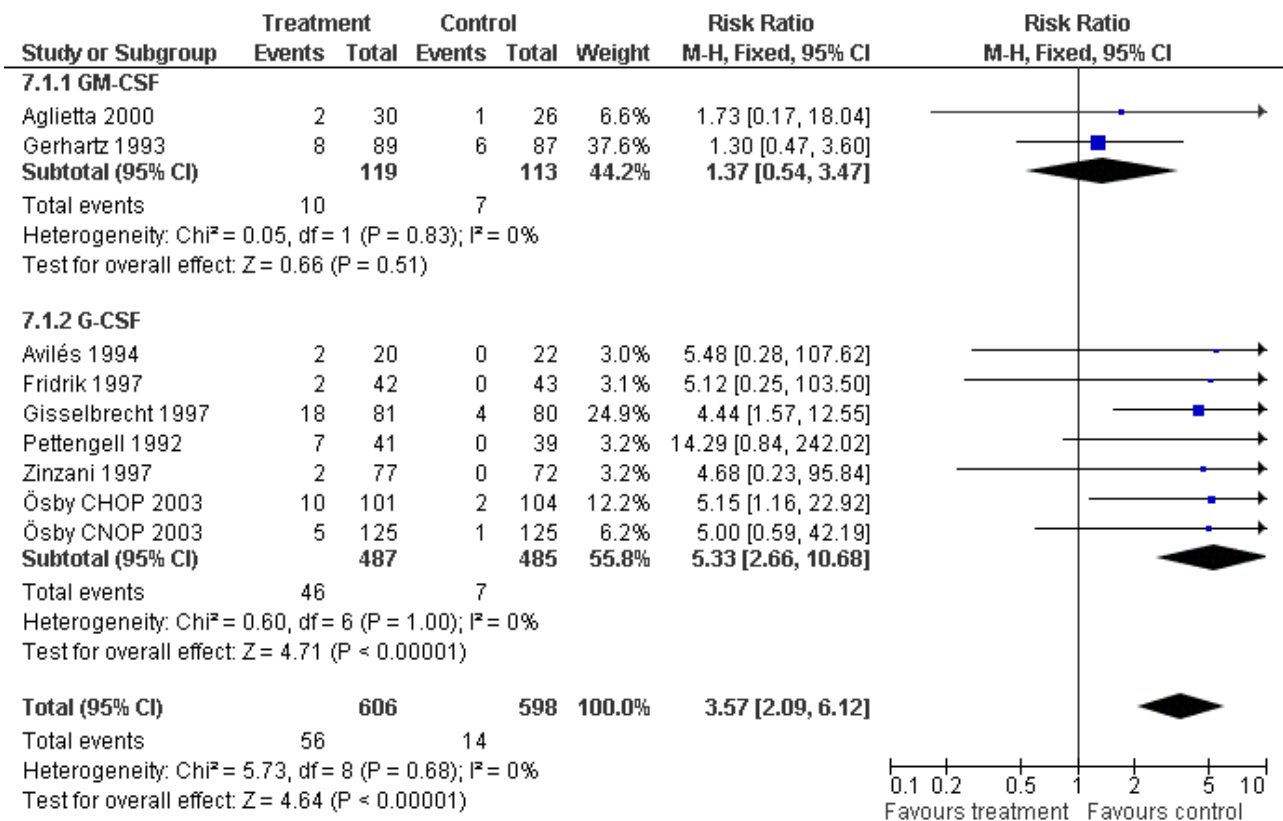 Treatment Control Risk Ratio Risk Ratio
Study or Subgroup Events Total Events Total Weight M-H, Fixed, 95% CI M-H, Fixed, 95% CI
7.1.1 GM-CSF
Aglietta 2000 2 30 1 26 6.6% 1.73 [0.17, 18.04]
Gerhartz 1993 8 89 6 87 37.6% 1.30 [0.47, 3.60]
Subtotal (95% CI) 119 113 44.2% 1.37 [0.54, 3.47]
Total events 10 7
Heterogeneity: Chi² = 0.05, df = 1 (P = 0.83); I² = 0%
Test for overall effect: Z = 0.66 (P = 0.51)
7.1.2 G-CSF
Avilés 1994 2 20 0 22 3.0% 5.48 [0.28, 107.62]
Fridrik 1997 2 42 0 43 3.1% 5.12 [0.25, 103.50]
Gisselbrecht 1997 18 81 4 80 24.9% 4.44 [1.57, 12.55]
Pettengell 1992 7 41 0 39 3.2% 14.29 [0.84, 242.02]
Zinzani 1997 2 77 0 72 3.2% 4.68 [0.23, 95.84]
Ösby CHOP 2003 10 101 2 104 12.2% 5.15 [1.16, 22.92]
Ösby CNOP 2003 5 125 1 125 6.2% 5.00 [0.59, 42.19]
Subtotal (95% CI) 487 485 55.8% 5.33 [2.66, 10.68]
Total events 46 7
Heterogeneity: Chi² = 0.60, df = 6 (P = 1.00); I² = 0%
Test for overall effect: Z = 4.71 (P < 0.00001)
Total (95% CI) 606 598 100.0% 3.57 [2.09, 6.12]
Total events 56 14
Heterogeneity: Chi² = 5.73, df = 8 (P = 0.68); I² = 0%
Test for overall effect: Z = 4.64 (P < 0.00001)
0.1 0.2 0.5 1 2 5 10
Favours treatment Favours control